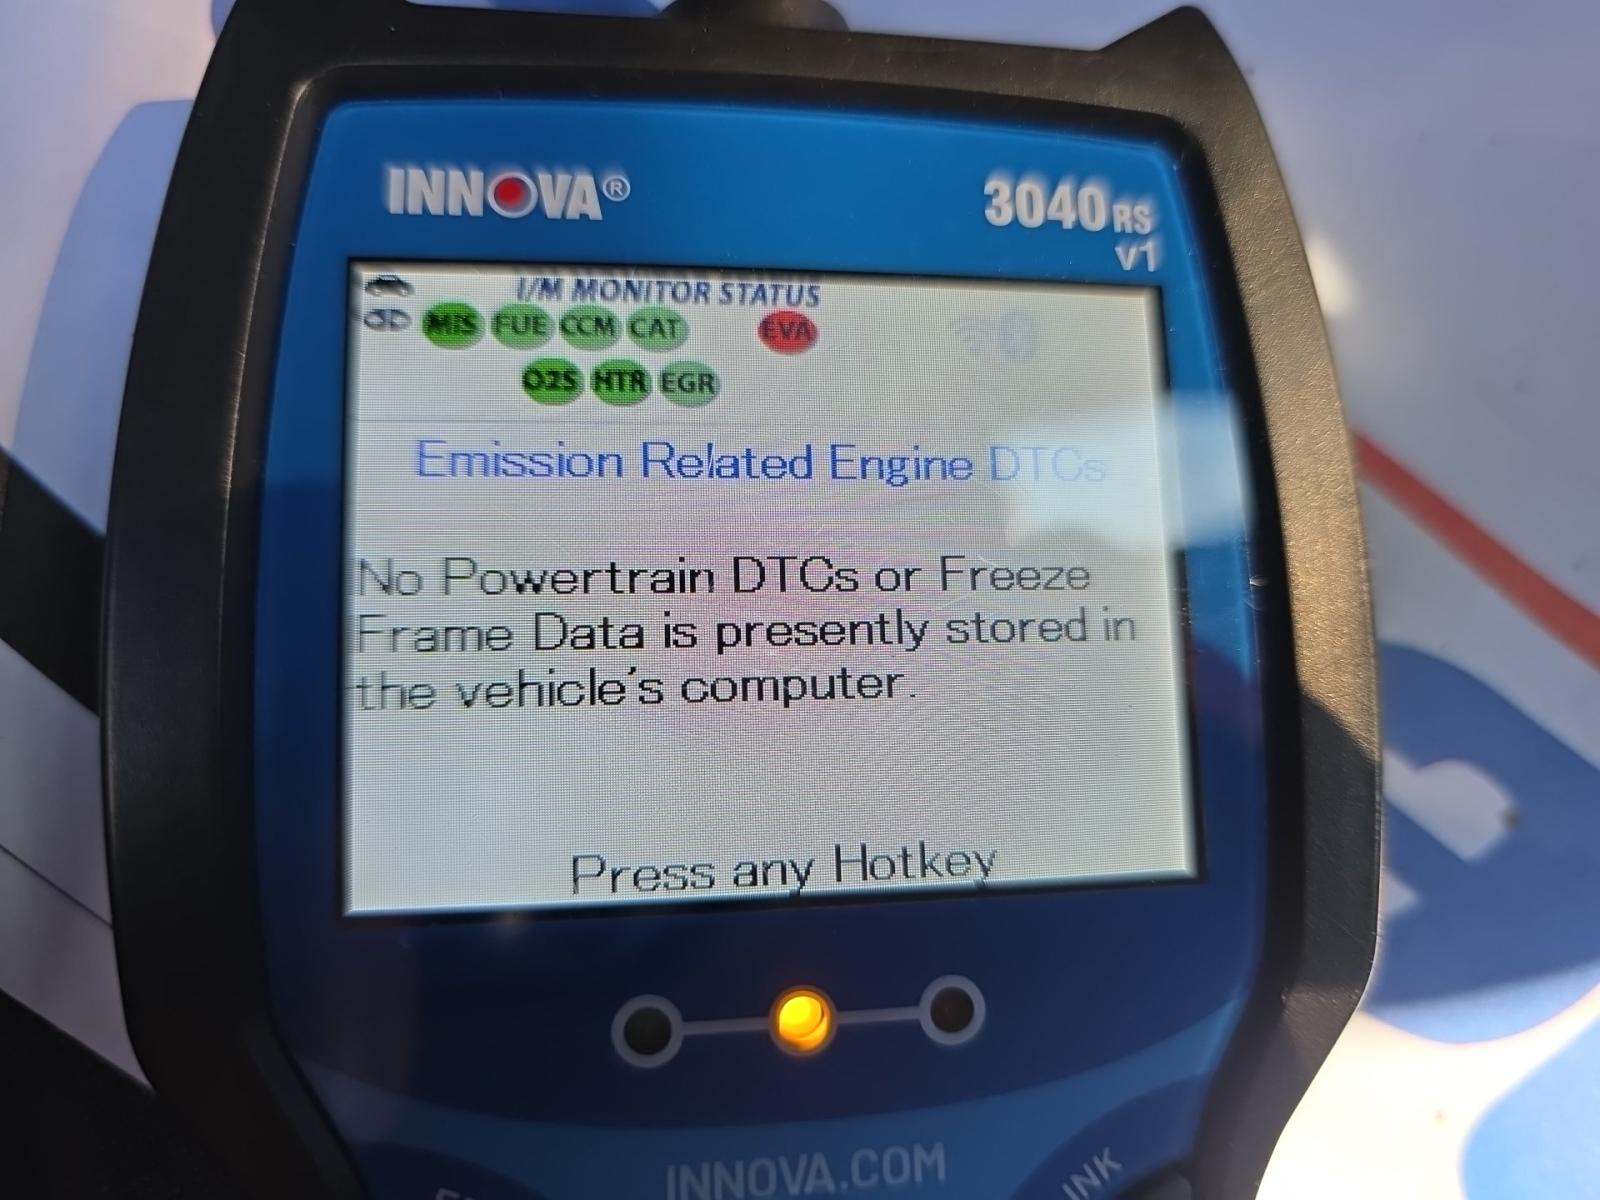 INNOVA®
3040RS
v1
I/M MONITOR STATUS
MIS FUE CCM CAT EVA
O2S HTR EGR
Emission Related Engine DTCs
No Powertrain DTCs or Freeze
Frame Data is presently stored in
the vehicle's computer.
Press any Hotkey
INNOVA.COM
INK